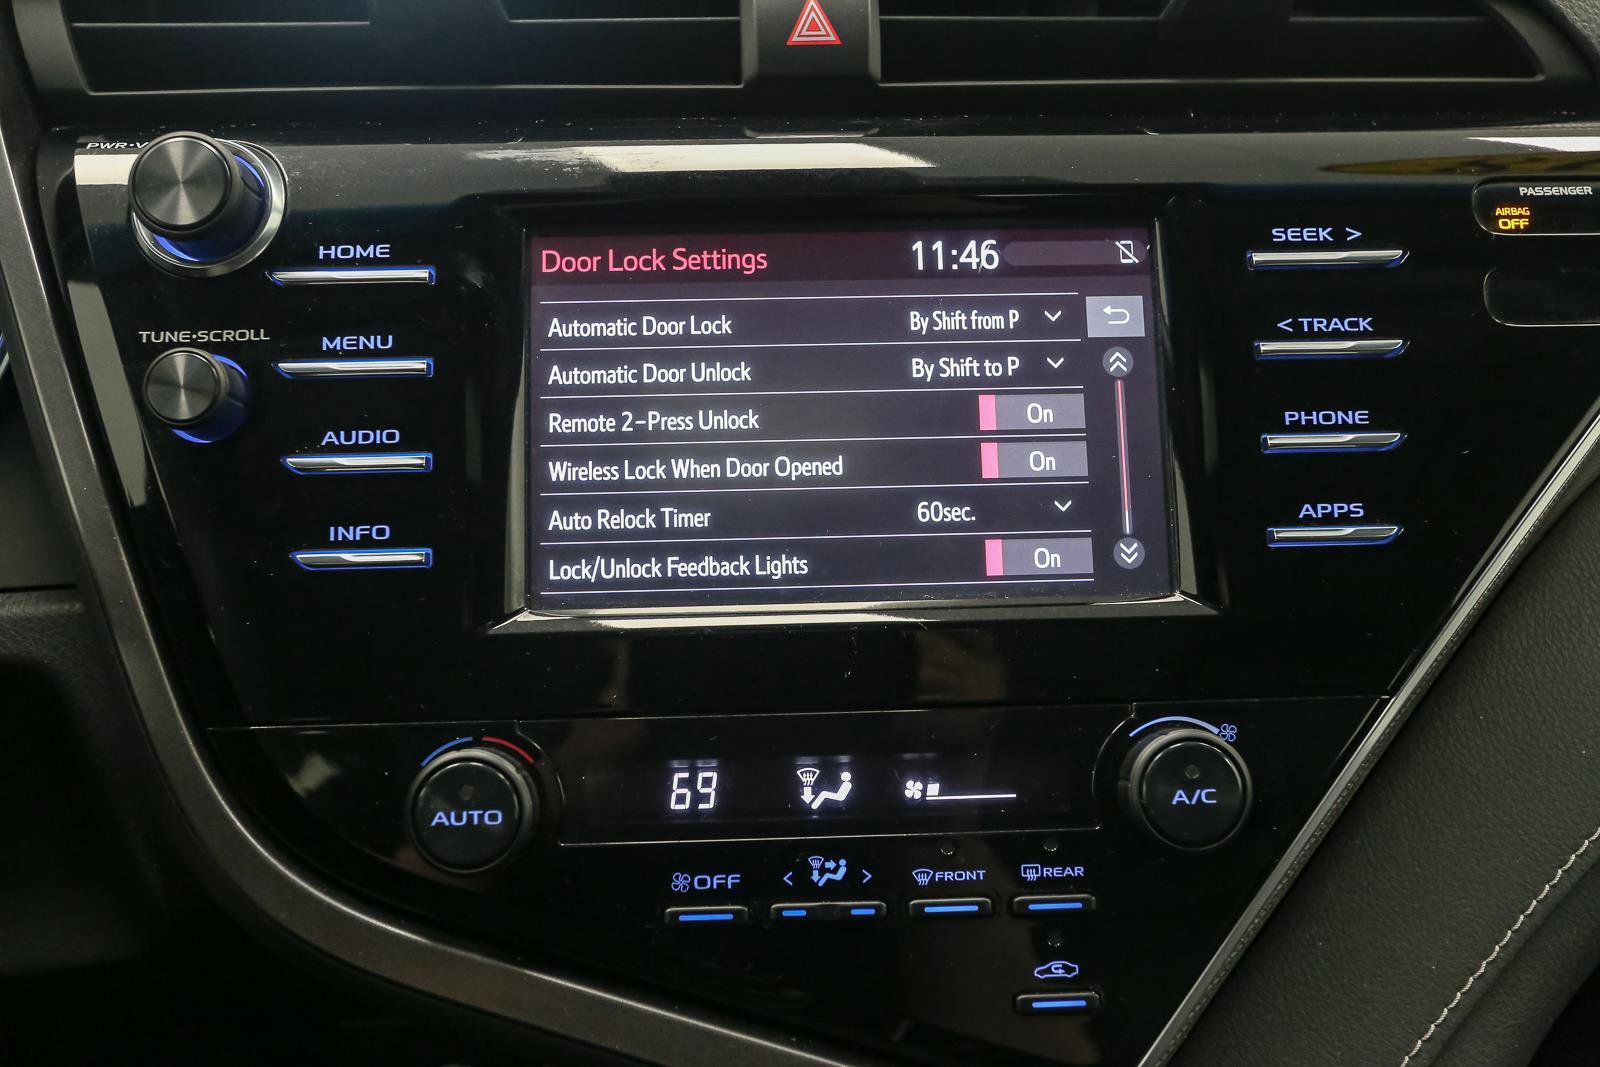 PWR•V
HOME
TUNE•SCROLL
MENU
AUDIO
INFO
Door Lock Settings 11:46
Automatic Door Lock By Shift from P
Automatic Door Unlock By Shift to P
Remote 2-Press Unlock On
Wireless Lock When Door Opened On
Auto Relock Timer 60sec.
Lock/Unlock Feedback Lights On
SEEK >
< TRACK
PHONE
APPS
PASSENGER
AIRBAG
OFF
AUTO
69
A/C
OFF
< >
FRONT
REAR